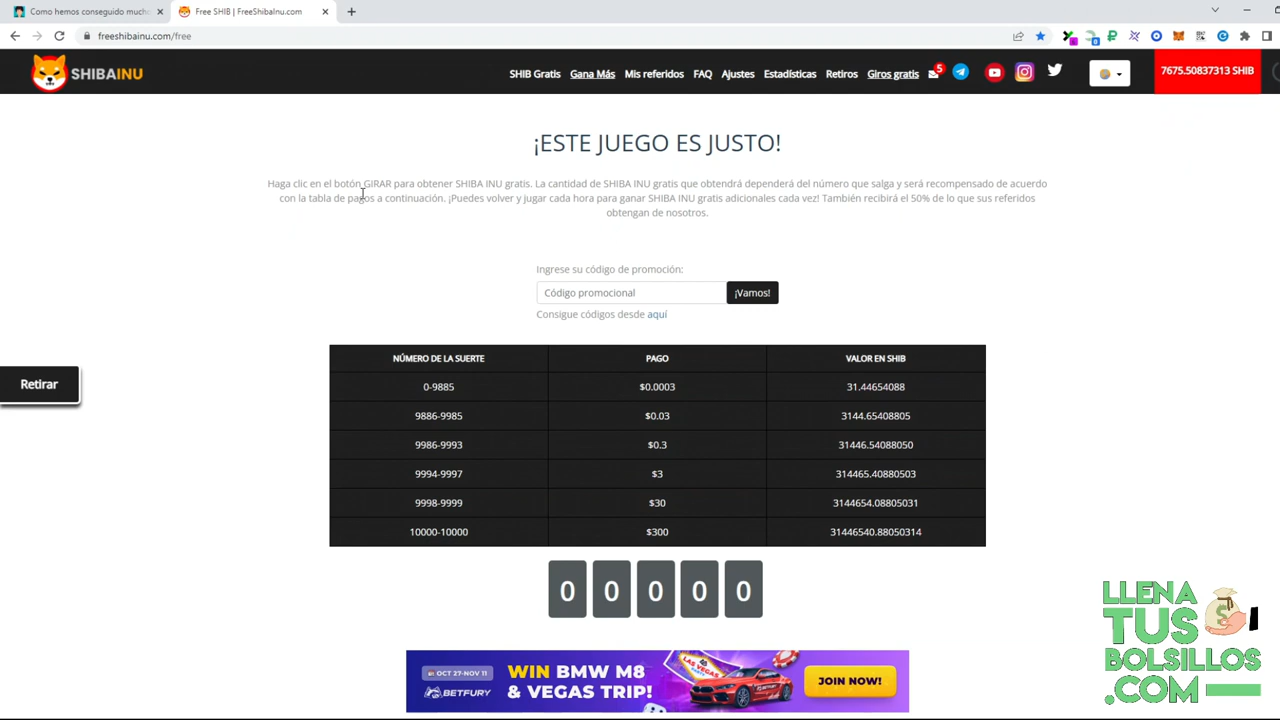 Como hemos conseguido mucho
Free SHIB | FreeShibaInu.com
freeshibainu.com/free
SHIBAINU
SHIB Gratis
Gana Más
Mis referidos
FAQ
Ajustes
Estadísticas
Retiros
Giros gratis
5
7675.50837313 SHIB
¡ESTE JUEGO ES JUSTO!
Haga clic en el botón GIRAR para obtener SHIBA INU gratis. La cantidad de SHIBA INU gratis que obtendrá dependerá del número que salga y será recompensado de acuerdo
con la tabla de pagos a continuación. ¡Puedes volver y jugar cada hora para ganar SHIBA INU gratis adicionales cada vez! También recibirá el 50% de lo que sus referidos
obtengan de nosotros.
Ingrese su código de promoción:
Código promocional
¡Vamos!
Consigue códigos desde aquí
Retirar
NÚMERO DE LA SUERTE PAGO VALOR EN SHIB
0-9885 $0.0003 31.44654088
9886-9985 $0.03 3144.65408805
9986-9993 $0.3 31446.54088050
9994-9997 $3 314465.40880503
9998-9999 $30 3144654.08805031
10000-10000 $300 31446540.88050314
0 0 0 0 0
OCT 27-NOV 11
BETFURY
WIN BMW M8
& VEGAS TRIP!
LAS VEGAS
JOIN NOW!
LLENA
TUS
BOLSILLOS
.COM